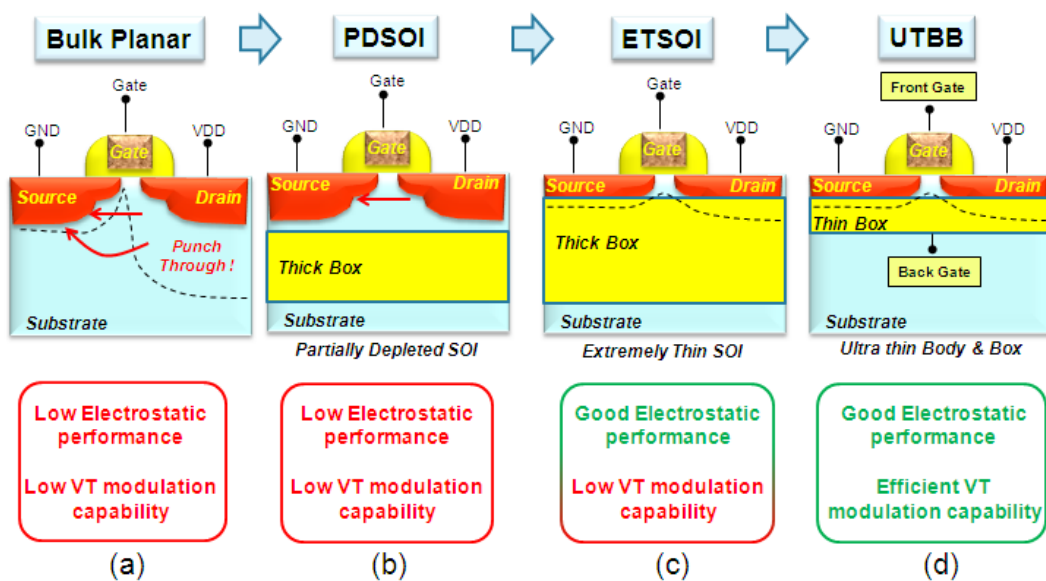 Bulk Planar
PDSOI
ETSOI
UTBB
Gate
GND
VDD
Gate
Source
Drain
Punch
Through !
Substrate
Gate
GND
VDD
Gate
Source
Drain
Thick Box
Substrate
Partially Depleted SOI
Gate
GND
VDD
Gate
Source
Drain
Thick Box
Substrate
Extremely Thin SOI
Front Gate
GND
VDD
Gate
Source
Drain
Thin Box
Back Gate
Substrate
Ultra thin Body & Box
Low Electrostatic
performance
Low VT modulation
capability
Low Electrostatic
performance
Low VT modulation
capability
Good Electrostatic
performance
Low VT modulation
capability
Good Electrostatic
performance
Efficient VT
modulation capability
(a)
(b)
(c)
(d)